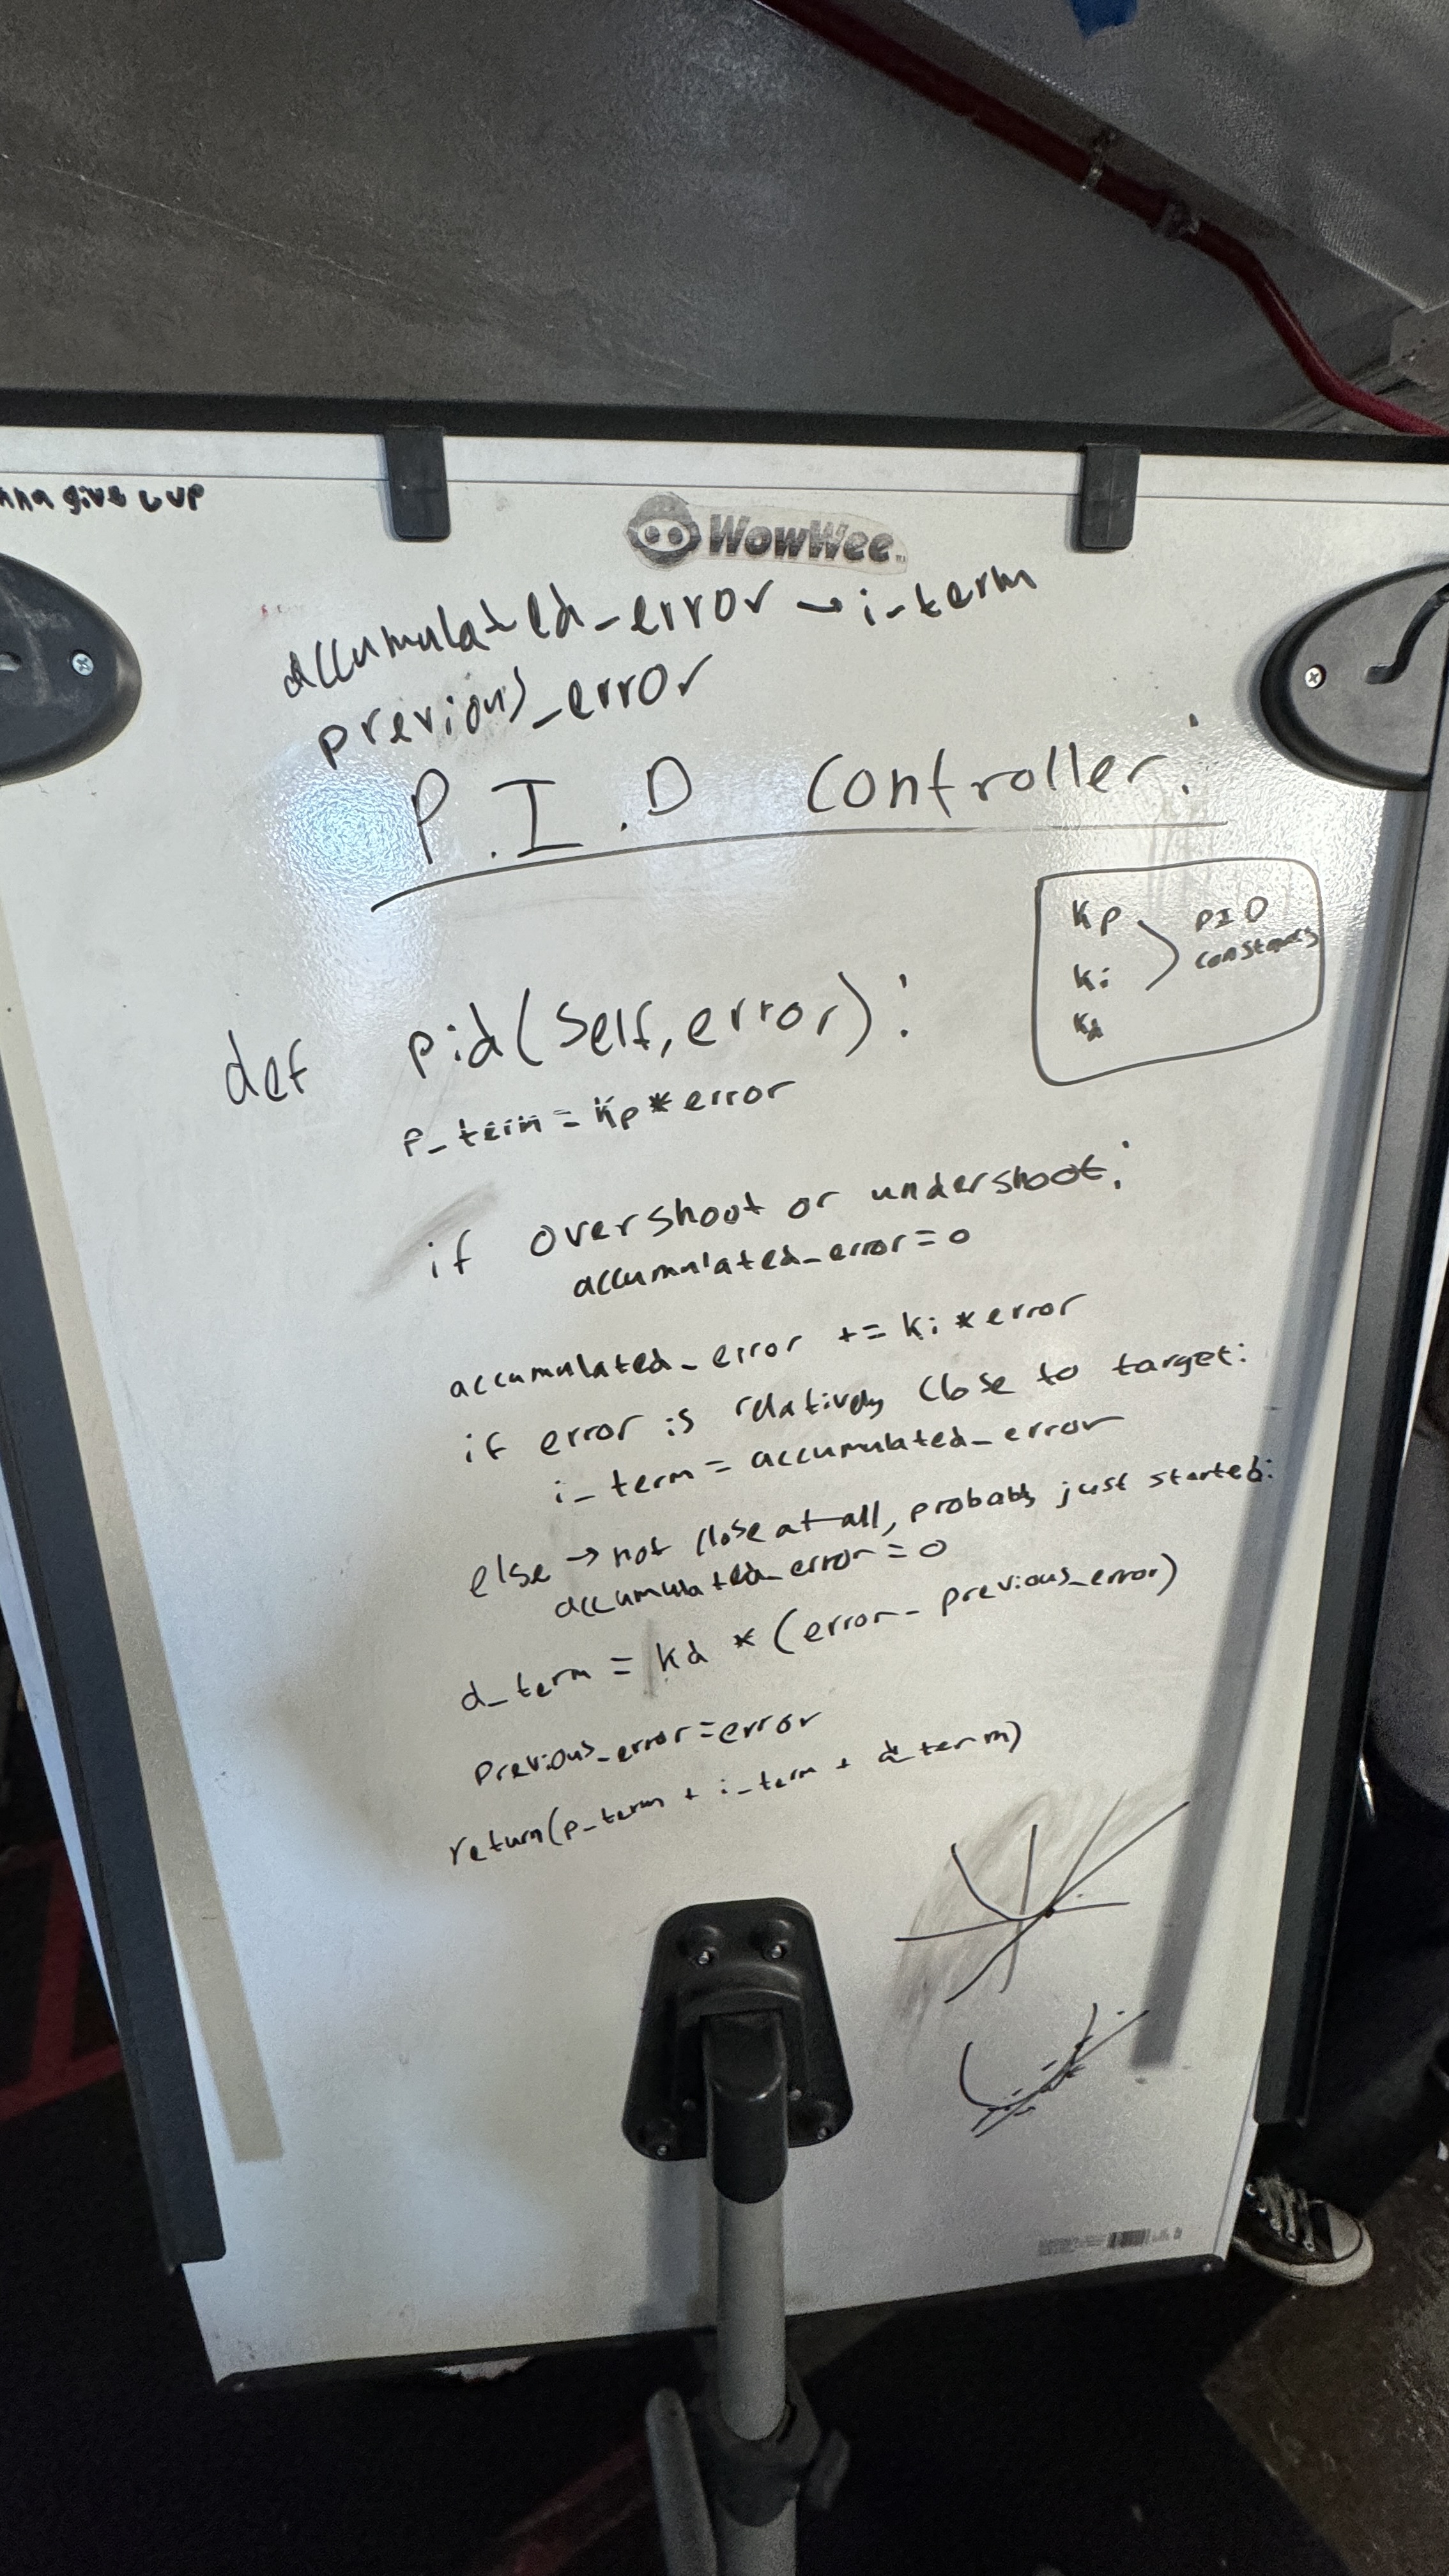 give u up
WowWee
accumulated_error → i_term
previous_error
P.I.D Controller:
Kp
Ki
Kd
PID
constants
def pid(self, error):
P_term = Kp * error
if overshoot or undershoot:
accumulated_error = 0
accumulated_error += Ki * error
if error is relatively close to target:
i_term = accumulated_error
else → not close at all, probably just started:
accumulated_error = 0
d_term = Kd * (error - previous_error)
previous_error = error
return(p_term + i_term + d_term)